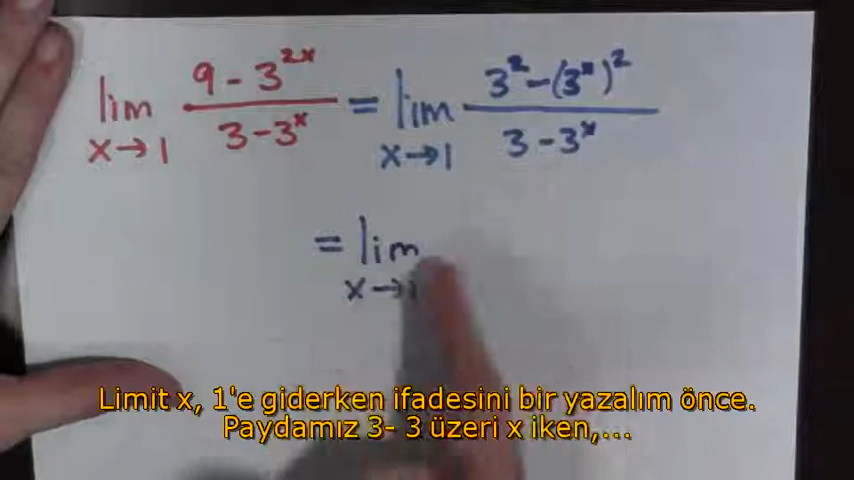 lim x→1 (9 - 3^{2x}) / (3 - 3^x) = lim x→1 (3^2 - (3^x)^2) / (3 - 3^x)
= lim x→1
Limit x, 1'e giderken ifadesini bir yazalım önce.
Paydamız 3- 3 üzeri x iken,...